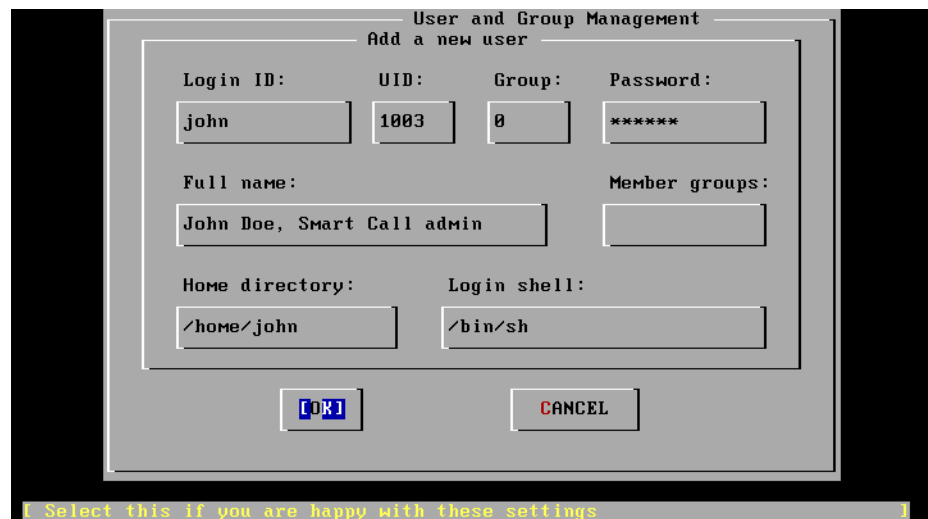 User and Group Management
Add a new user
Login ID: UID: Group: Password:
john 1003 0 ******
Full name: Member groups:
John Doe, Smart Call admin
Home directory: Login shell:
/home/john /bin/sh
[OK] CANCEL
[ Select this if you are happy with these settings ]